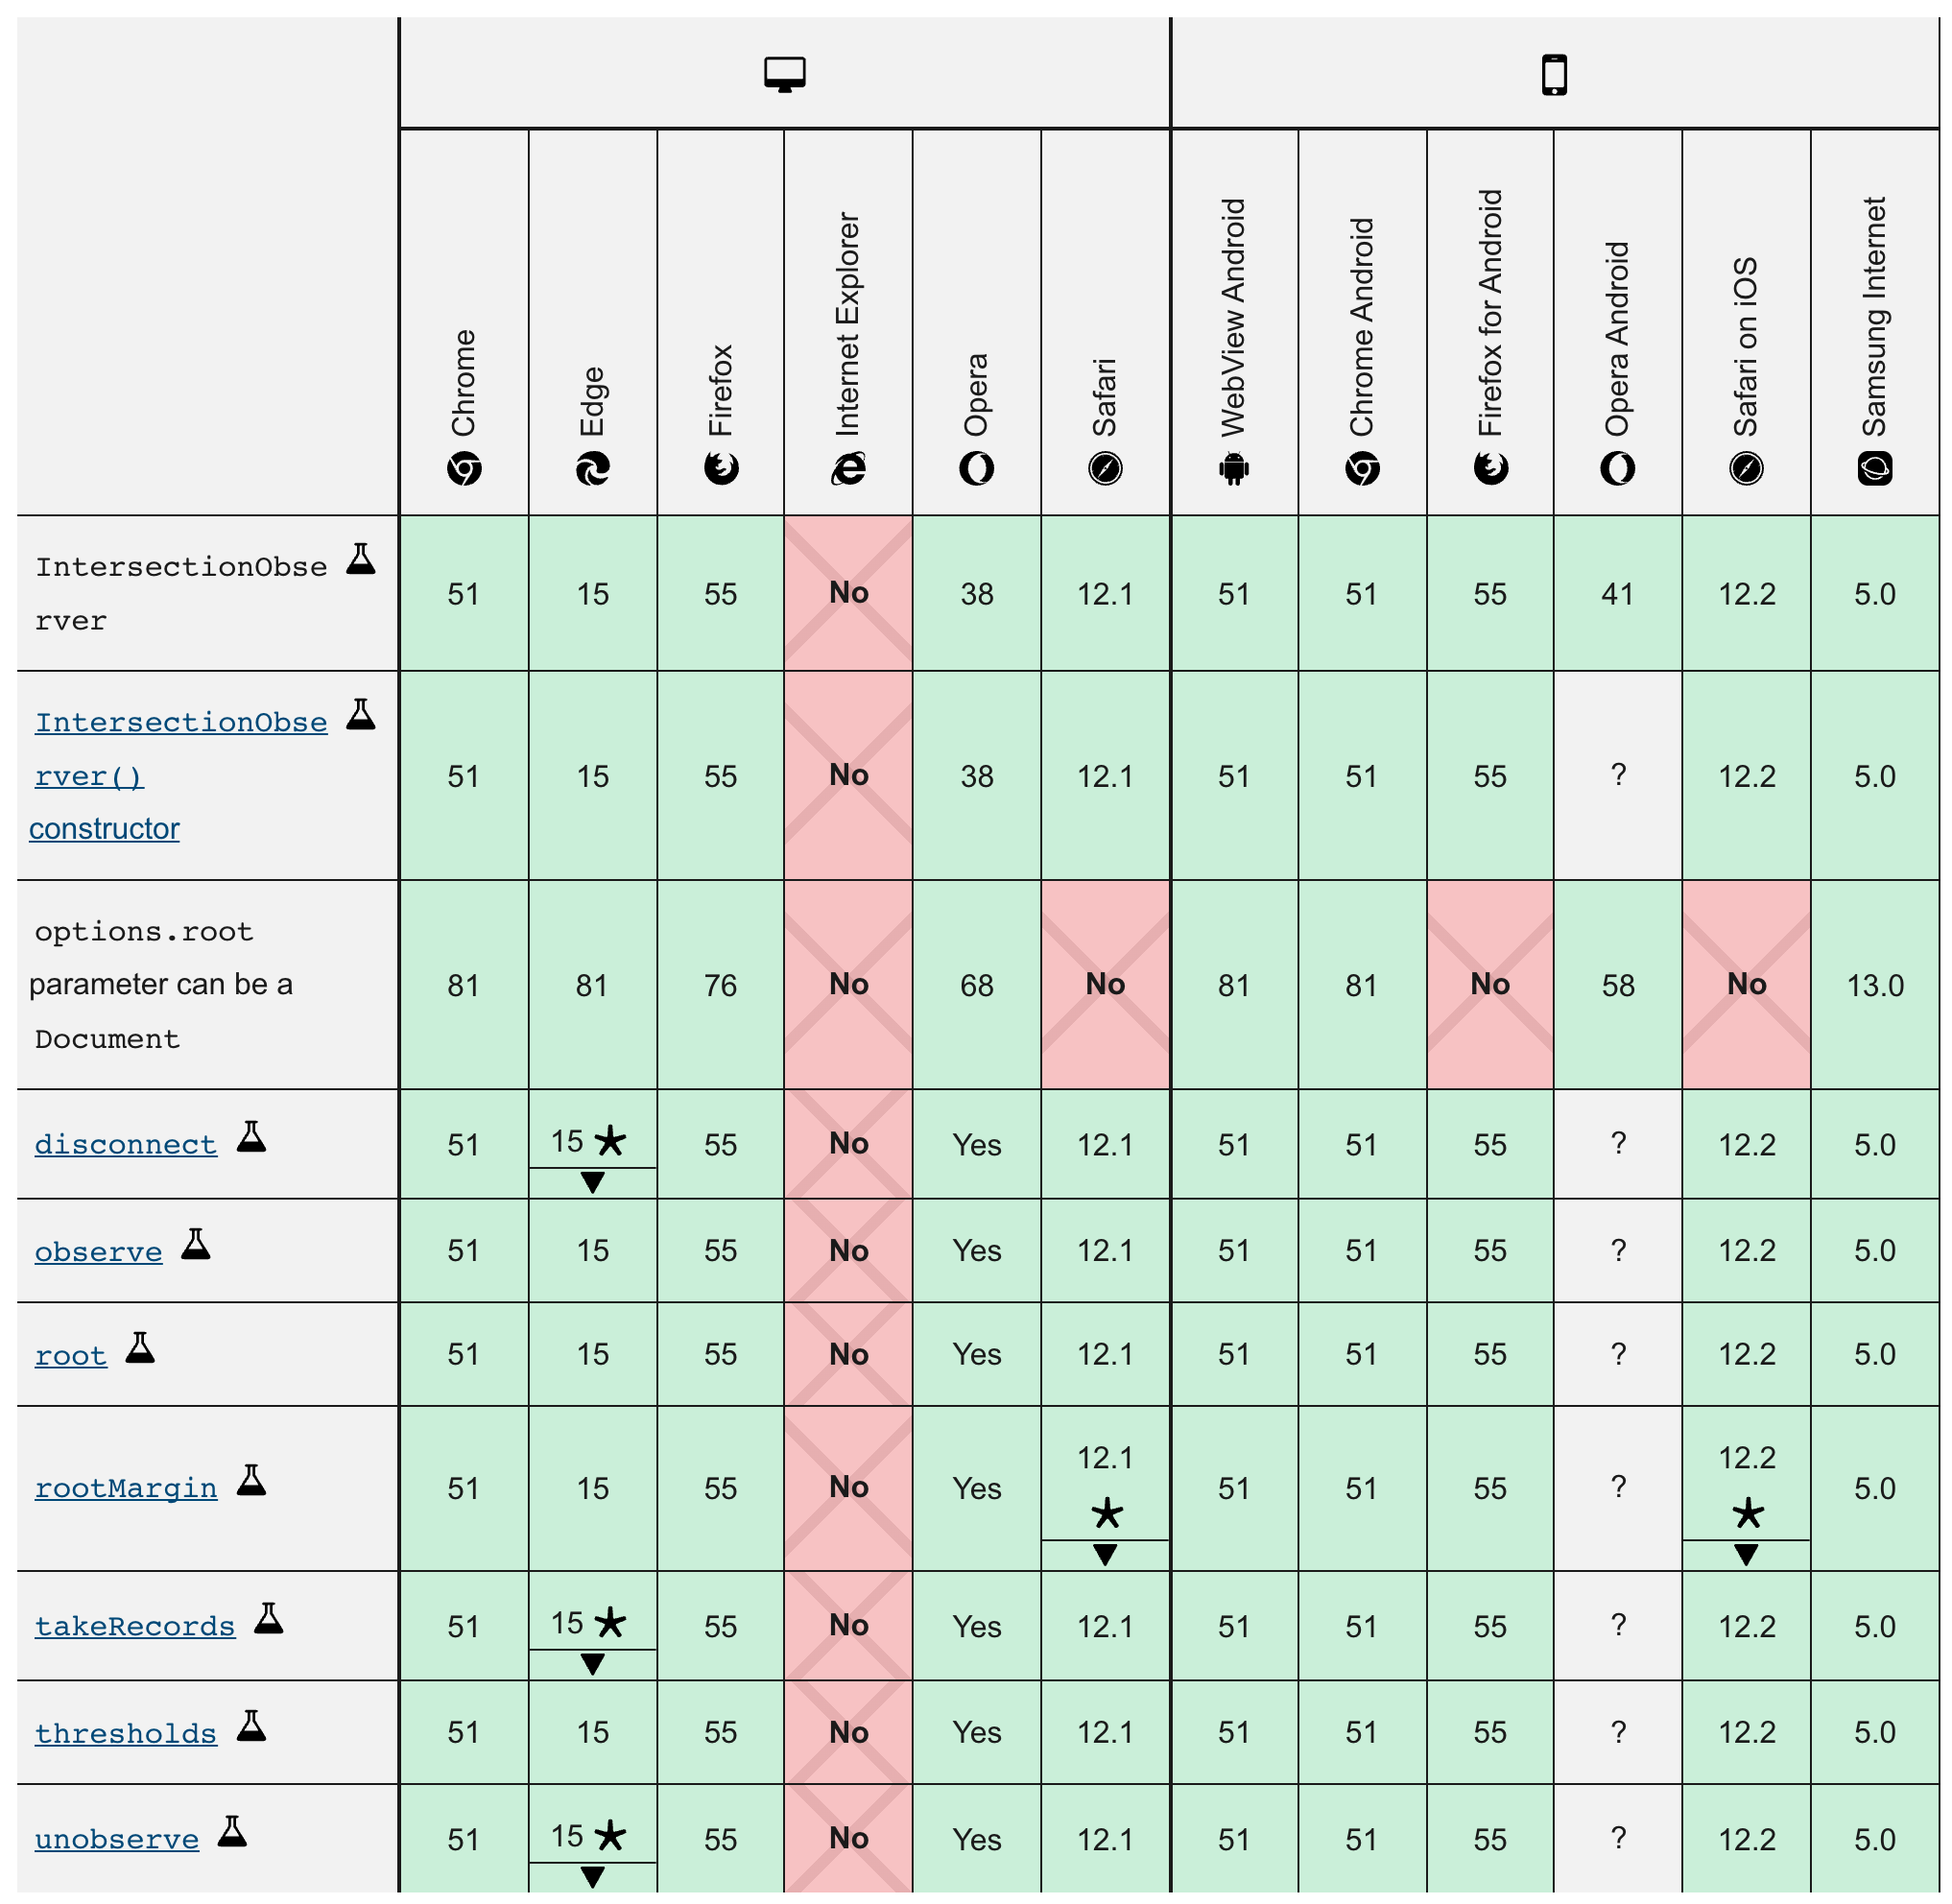 Chrome
Edge
Firefox
Internet Explorer
Opera
Safari
WebView Android
Chrome Android
Firefox for Android
Opera Android
Safari on iOS
Samsung Internet
IntersectionObse
rver
51 15 55 No 38 12.1 51 51 55 41 12.2 5.0
IntersectionObse
rver()
constructor
51 15 55 No 38 12.1 51 51 55 ? 12.2 5.0
options.root
parameter can be a
Document
81 81 76 No 68 No 81 81 No 58 No 13.0
disconnect 51 15 55 No Yes 12.1 51 51 55 ? 12.2 5.0
observe 51 15 55 No Yes 12.1 51 51 55 ? 12.2 5.0
root 51 15 55 No Yes 12.1 51 51 55 ? 12.2 5.0
rootMargin 51 15 55 No Yes 12.1 51 51 55 ? 12.2 5.0
takeRecords 51 15 55 No Yes 12.1 51 51 55 ? 12.2 5.0
thresholds 51 15 55 No Yes 12.1 51 51 55 ? 12.2 5.0
unobserve 51 15 55 No Yes 12.1 51 51 55 ? 12.2 5.0